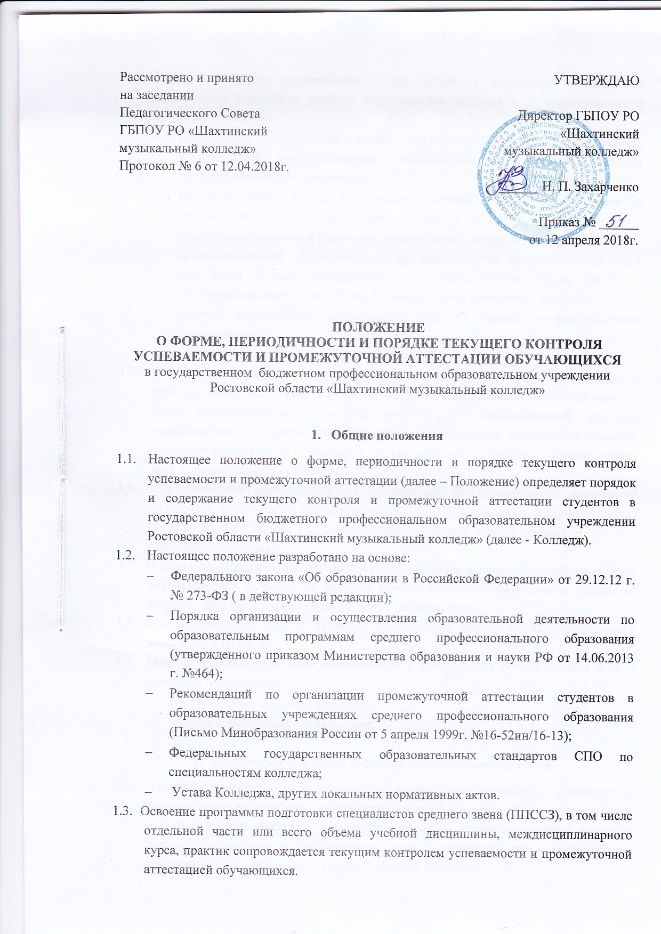 Рассмотрено и принято
на заседании
Педагогического Совета
ГБПОУ РО «Шахтинский
музыкальный колледж»
Протокол № 6 от 12.04.2018г.
УТВЕРЖДАЮ
Директор ГБПОУ РО
«Шахтинский
музыкальный колледж»
Н. П. Захарченко
Приказ № 51
от 12 апреля 2018г.
ПОЛОЖЕНИЕ
О ФОРМЕ, ПЕРИОДИЧНОСТИ И ПОРЯДКЕ ТЕКУЩЕГО КОНТРОЛЯ
УСПЕВАЕМОСТИ И ПРОМЕЖУТОЧНОЙ АТТЕСТАЦИИ ОБУЧАЮЩИХСЯ
в государственном бюджетном профессиональном образовательном учреждении
Ростовской области «Шахтинский музыкальный колледж»
1. Общие положения
1.1. Настоящее положение о форме, периодичности и порядке текущего контроля
успеваемости и промежуточной аттестации (далее – Положение) определяет порядок
и содержание текущего контроля и промежуточной аттестации студентов в
государственном бюджетного профессиональном образовательном учреждении
Ростовской области «Шахтинский музыкальный колледж» (далее - Колледж).
1.2. Настоящее положение разработано на основе:
– Федерального закона «Об образовании в Российской Федерации» от 29.12.12 г.
№ 273-ФЗ ( в действующей редакции);
– Порядка организации и осуществления образовательной деятельности по
образовательным программам среднего профессионального образования
(утвержденного приказом Министерства образования и науки РФ от 14.06.2013
г. №464);
– Рекомендаций по организации промежуточной аттестации студентов в
образовательных учреждениях среднего профессионального образования
(Письмо Минобразования России от 5 апреля 1999г. №16-52ин/16-13);
– Федеральных государственных образовательных стандартов СПО по
специальностям колледжа;
– Устава Колледжа, других локальных нормативных актов.
1.3. Освоение программы подготовки специалистов среднего звена (ППССЗ), в том числе
отдельной части или всего объема учебной дисциплины, междисциплинарного
курса, практик сопровождается текущим контролем успеваемости и промежуточной
аттестацией обучающихся.